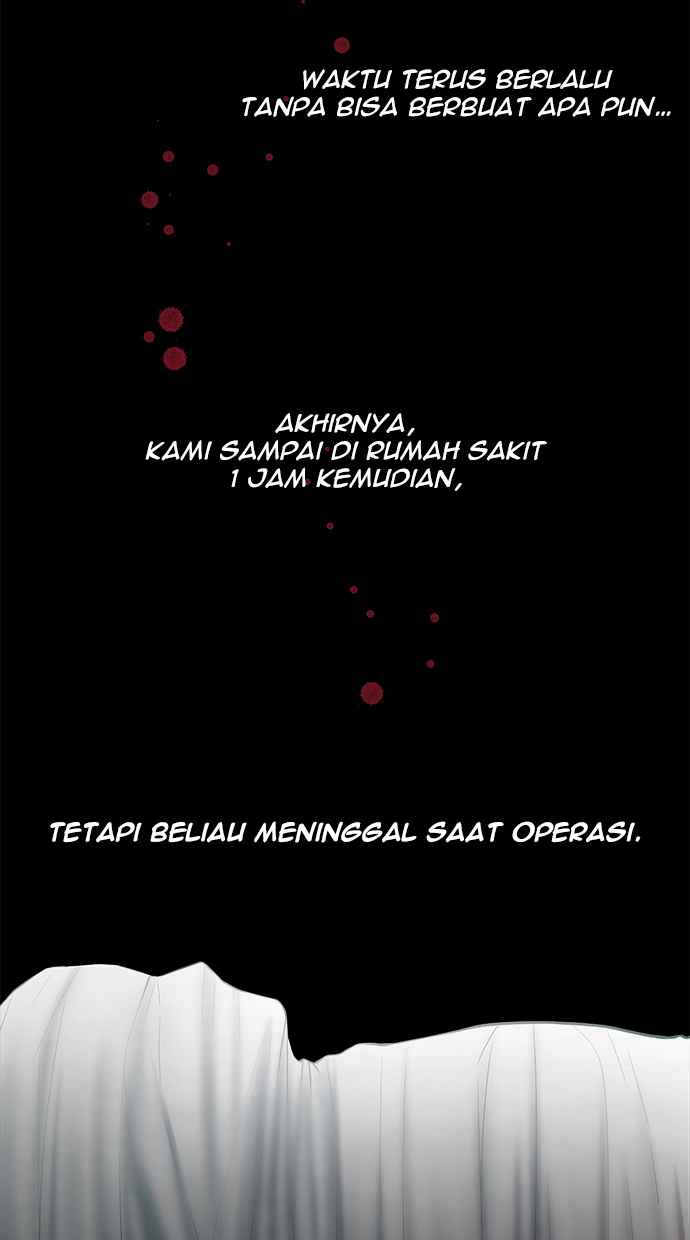 WAKTU TERUS BERLALU
TANPA BISA BERBUAT APA PUN...
AKHIRNYA,
KAMI SAMPAI DI RUMAH SAKIT
1 JAM KEMUDIAN,
TETAPI BELIAU MENINGGAL SAAT OPERASI.